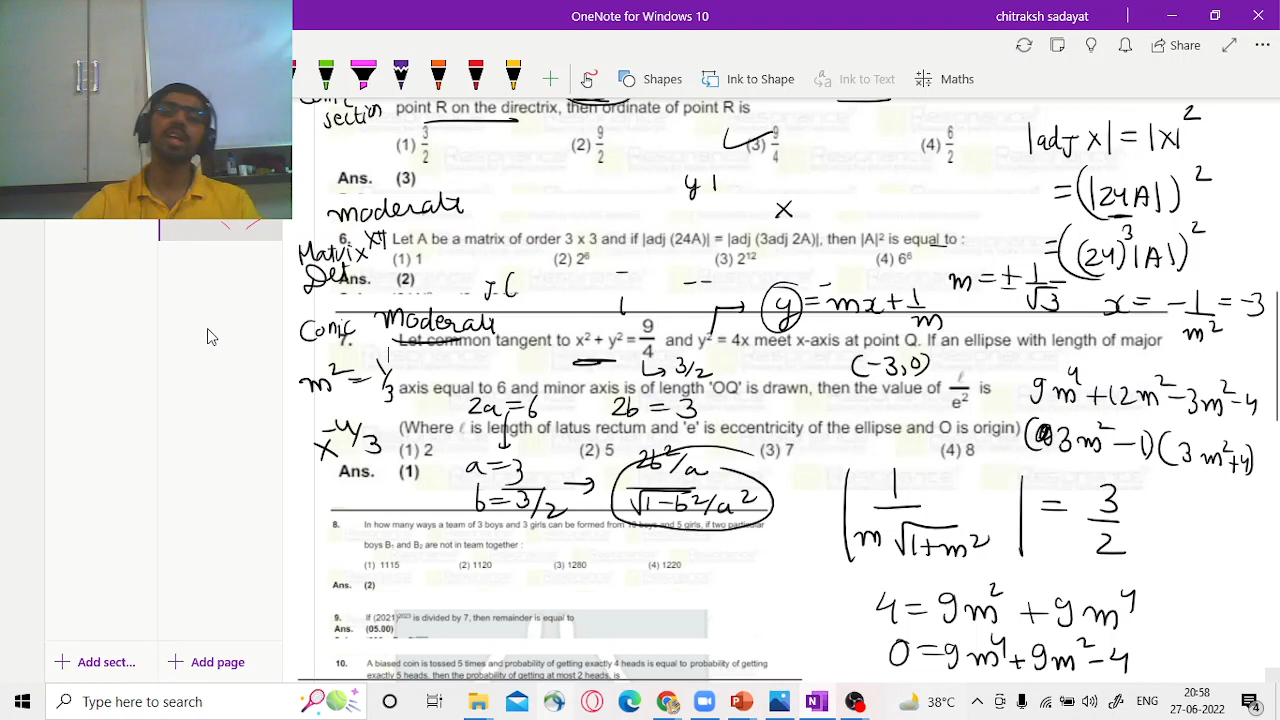 OneNote for Windows 10
chitraksh sadayat
Share
Shapes
Ink to Shape
Ink to Text
Maths
section
point R on the directrix, then ordinate of point R is
(1) 3/2 (2) 9/2 (3) 9/4 (4) 6/2
Ans. (3)
moderate
6. Let A be a matrix of order 3 x 3 and if |adj (24A)| = |adj (3adj 2A)|, then |A|² is equal to :
(1) 1 (2) 2⁶ (3) 2¹² (4) 6⁶
Ans. (2)
Matrix
Det
|adj X| = |X|²
= (|24A|)²
= ((24)³|A|)²
Conic moderate
y = mx + 1/m
m = ± 1/√3
x = -1/m² = -3
7. Let common tangent to x² + y² = 9/4 and y² = 4x meet x-axis at point Q. If an ellipse with length of major
3/2
(-3,0)
m² = 1/3
axis equal to 6 and minor axis is of length 'OQ' is drawn, then the value of ℓ/e² is
2a = 6 2b = 3
9m⁴ + 12m² - 3m² - 4
x -4/3
(Where ℓ is length of latus rectum and 'e' is eccentricity of the ellipse and O is origin)
(3m² - 1)(3m² + 4)
(1) 2 (2) 5 (3) 7 (4) 8
Ans. (1)
a = 3
b = 3/2
2b²/a
√1-b²/a²
| 1 / m√1+m² | = 3/2
4 = 9m² + 9m⁴
0 = 9m⁴ + 9m² - 4
8. In how many ways a team of 3 boys and 3 girls can be formed from 10 boys and 5 girls, if two particular
boys B₁ and B₂ are not in team together :
(1) 1115 (2) 1120 (3) 1280 (4) 1220
Ans. (2)
9. If (2021)²⁰²³ is divided by 7, then remainder is equal to
Ans. (05.00)
10. A biased coin is tossed 5 times and probability of getting exactly 4 heads is equal to probability of getting
exactly 5 heads, then the probability of getting at most 2 heads, is
Add sect...
Add page
Type here to search
38°C
ENG
20:58
27-06-2022
4